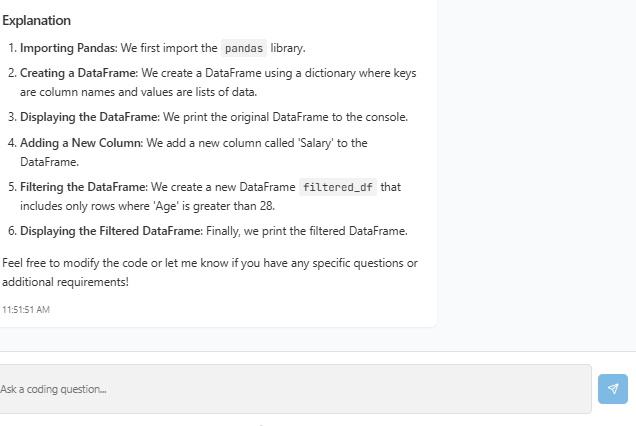 Explanation
1. Importing Pandas: We first import the pandas library.
2. Creating a DataFrame: We create a DataFrame using a dictionary where keys
are column names and values are lists of data.
3. Displaying the DataFrame: We print the original DataFrame to the console.
4. Adding a New Column: We add a new column called 'Salary' to the
DataFrame.
5. Filtering the DataFrame: We create a new DataFrame filtered_df that
includes only rows where 'Age' is greater than 28.
6. Displaying the Filtered DataFrame: Finally, we print the filtered DataFrame.
Feel free to modify the code or let me know if you have any specific questions or
additional requirements!
11:51:51 AM
Ask a coding question...